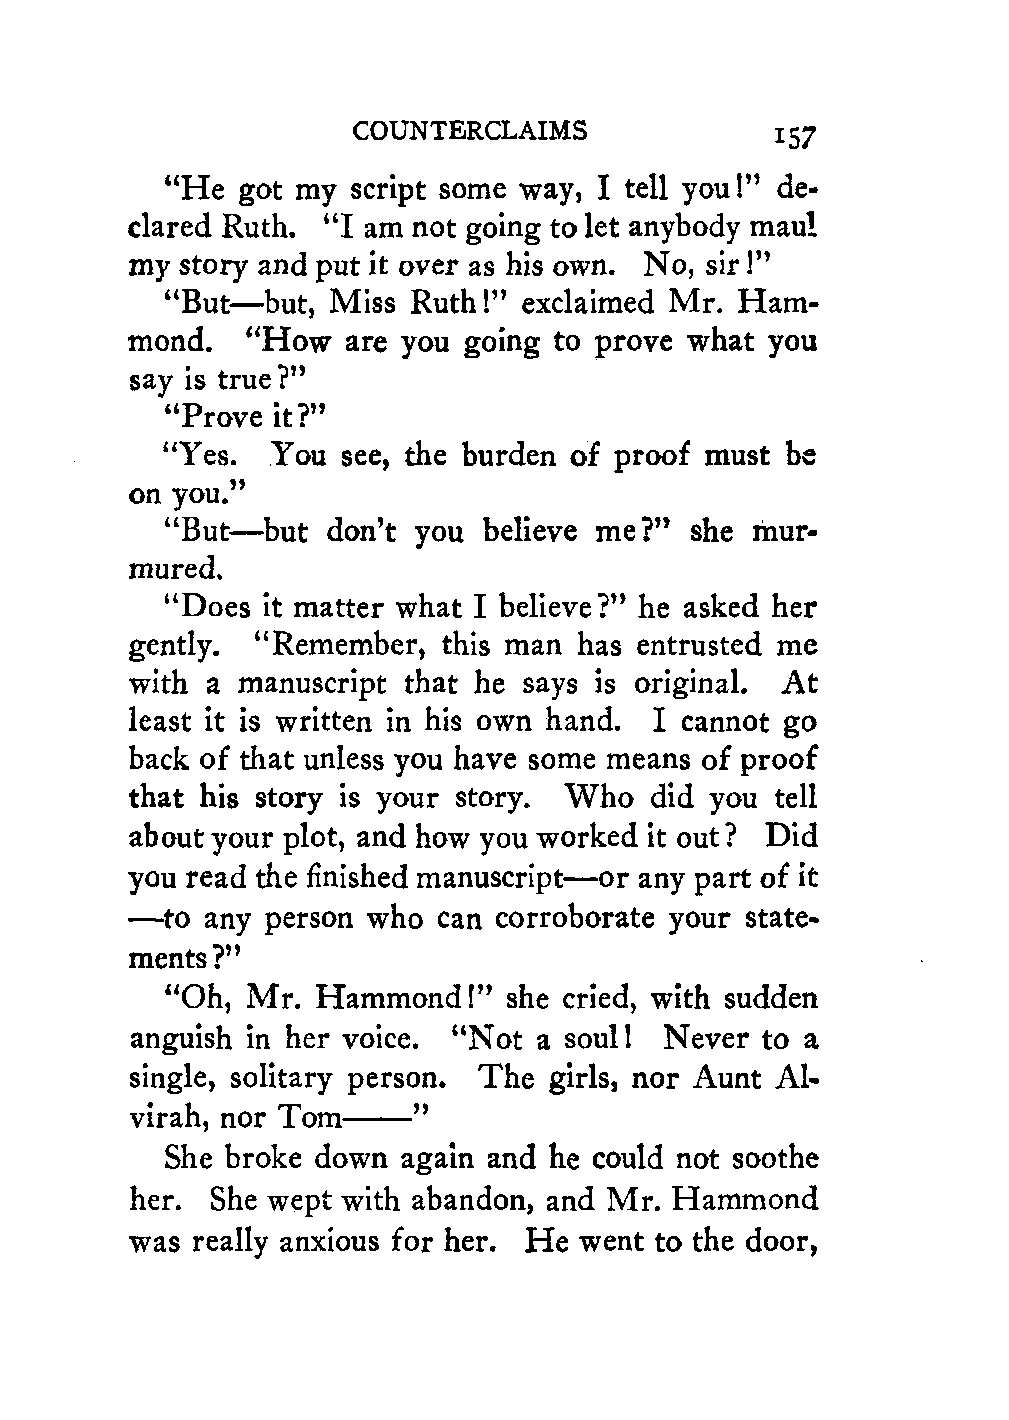 COUNTERCLAIMS 157
“He got my script some way, I tell you!” de-
clared Ruth. “I am not going to let anybody maul
my story and put it over as his own. No, sir!”
“But—but, Miss Ruth!” exclaimed Mr. Ham-
mond. “How are you going to prove what you
say is true?”
“Prove it?”
“Yes. You see, the burden of proof must be
on you.”
“But—but don’t you believe me?” she mur-
mured.
“Does it matter what I believe?” he asked her
gently. “Remember, this man has entrusted me
with a manuscript that he says is original. At
least it is written in his own hand. I cannot go
back of that unless you have some means of proof
that his story is your story. Who did you tell
about your plot, and how you worked it out? Did
you read the finished manuscript—or any part of it
—to any person who can corroborate your state-
ments?”
“Oh, Mr. Hammond!” she cried, with sudden
anguish in her voice. “Not a soul! Never to a
single, solitary person. The girls, nor Aunt Al-
virah, nor Tom——”
She broke down again and he could not soothe
her. She wept with abandon, and Mr. Hammond
was really anxious for her. He went to the door,